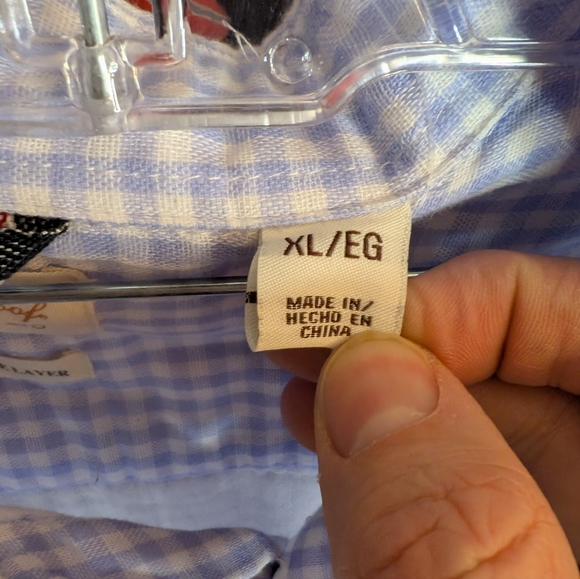 XL/EG
MADE IN/
HECHO EN
CHINA
LAYER